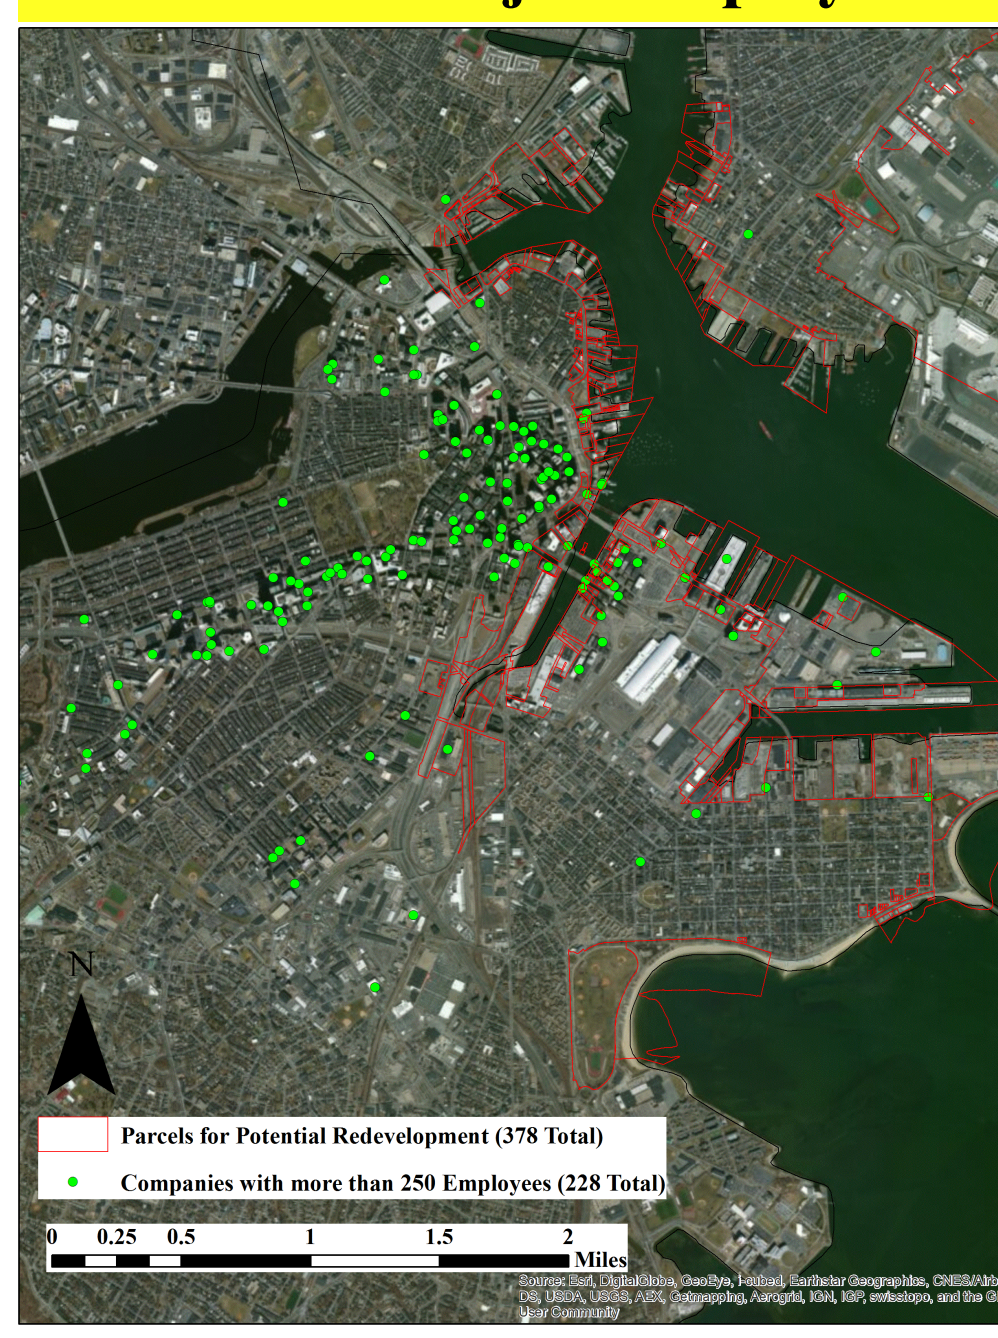 N
Parcels for Potential Redevelopment (378 Total)
Companies with more than 250 Employees (228 Total)
0 0.25 0.5 1 1.5 2
Miles
Source: Esri, DigitalGlobe, GeoEye, i-cubed, Earthstar Geographics, CNES/Airb
DS, USDA, USGS, AEX, Getmapping, Aerogrid, IGN, IGP, swisstopo, and the GI
User Community